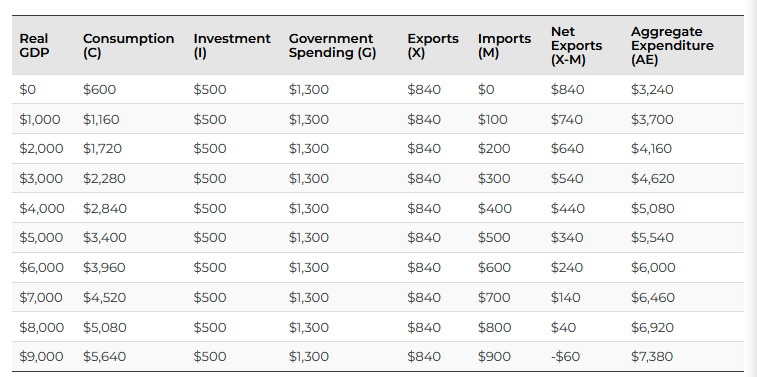 Real GDP Consumption (C) Investment (I) Government Spending (G) Exports (X) Imports (M) Net Exports (X-M) Aggregate Expenditure (AE)
$0 $600 $500 $1,300 $840 $0 $840 $3,240
$1,000 $1,160 $500 $1,300 $840 $100 $740 $3,700
$2,000 $1,720 $500 $1,300 $840 $200 $640 $4,160
$3,000 $2,280 $500 $1,300 $840 $300 $540 $4,620
$4,000 $2,840 $500 $1,300 $840 $400 $440 $5,080
$5,000 $3,400 $500 $1,300 $840 $500 $340 $5,540
$6,000 $3,960 $500 $1,300 $840 $600 $240 $6,000
$7,000 $4,520 $500 $1,300 $840 $700 $140 $6,460
$8,000 $5,080 $500 $1,300 $840 $800 $40 $6,920
$9,000 $5,640 $500 $1,300 $840 $900 -$60 $7,380